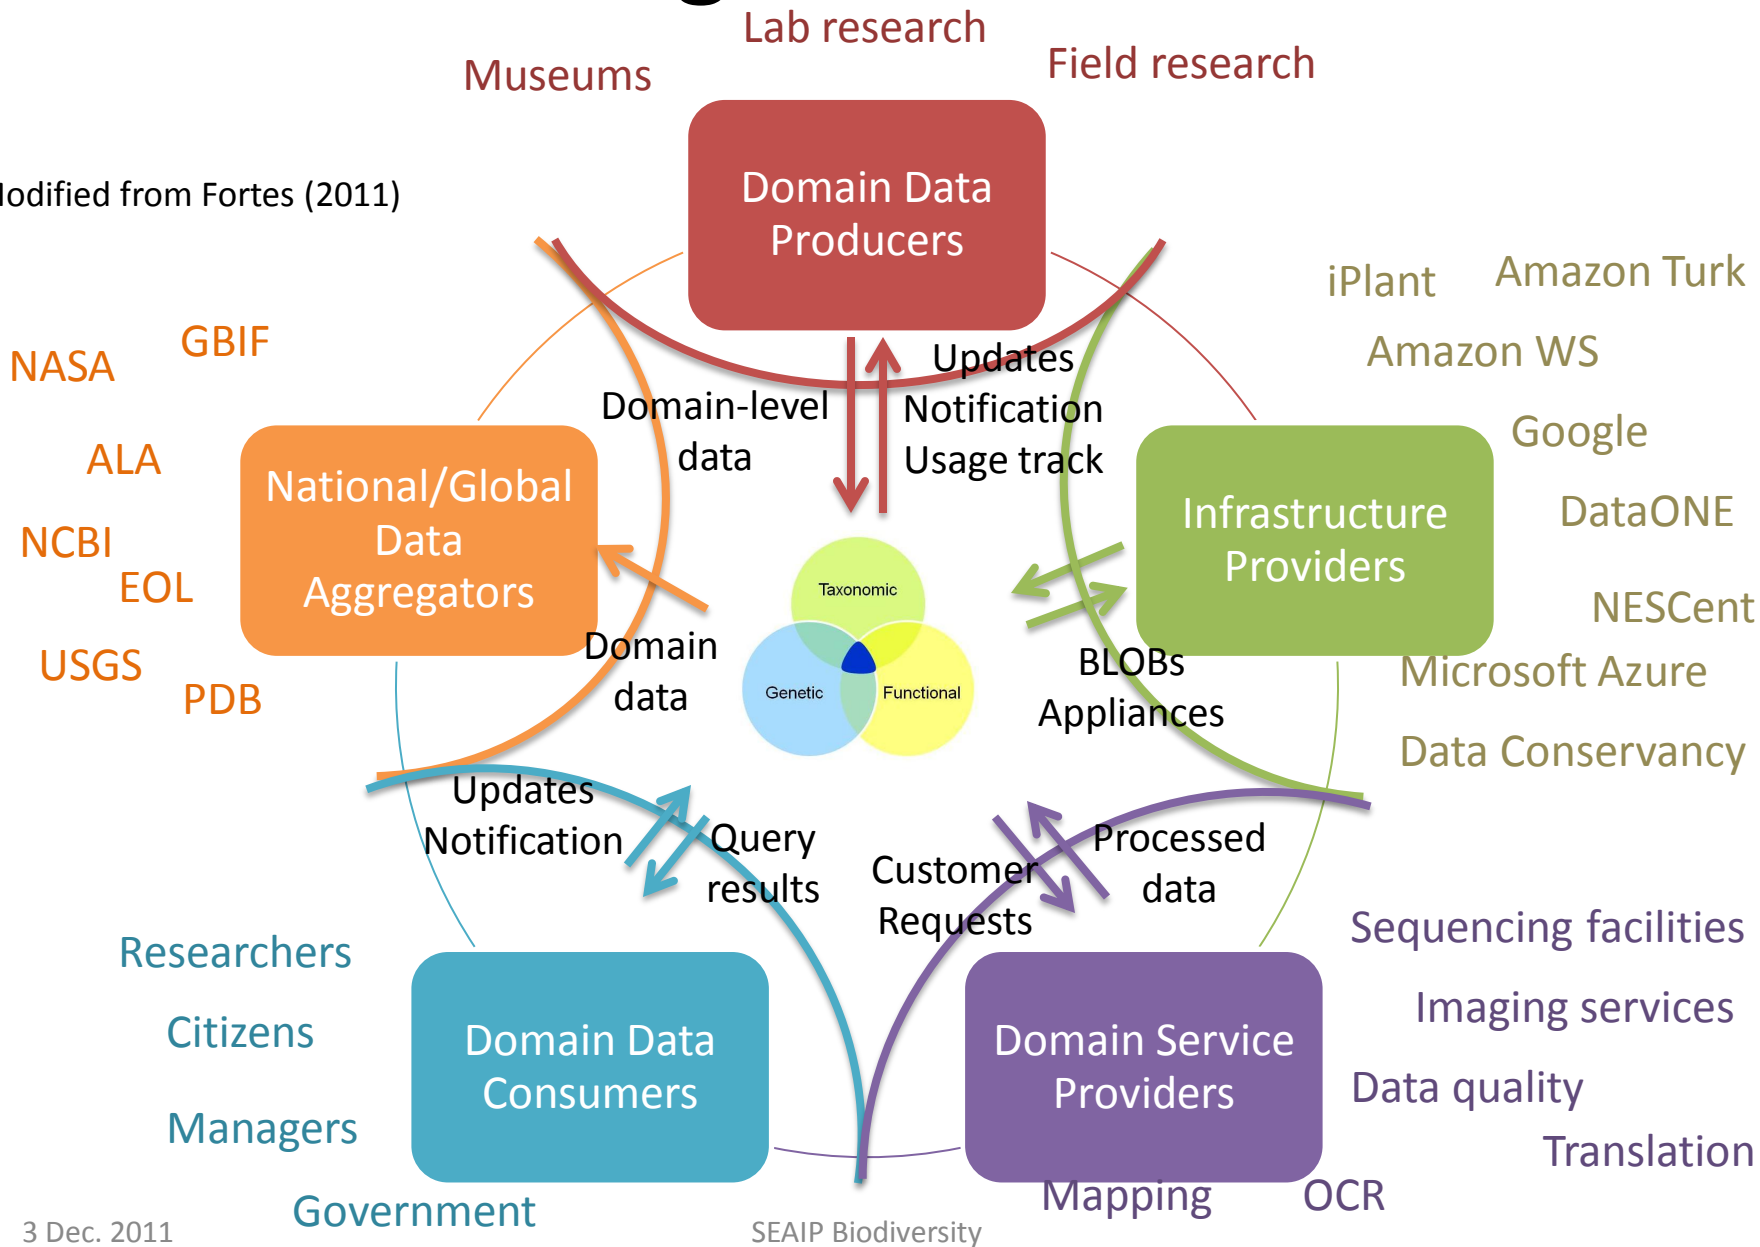 Lab research
Museums
Field research
Domain Data
Producers
Modified from Fortes (2011)
iPlant
Amazon Turk
Amazon WS
Google
DataONE
NESCent
Microsoft Azure
Data Conservancy
NASA
GBIF
ALA
NCBI
EOL
USGS
PDB
National/Global
Data
Aggregators
Domain-level
data
Updates
Notification
Usage track
Infrastructure
Providers
Taxonomic
Genetic
Functional
Domain
data
BLOBs
Appliances
Updates
Notification
Query
results
Customer
Requests
Processed
data
Researchers
Citizens
Managers
Government
Domain Data
Consumers
Domain Service
Providers
Sequencing facilities
Imaging services
Data quality
Translation
Mapping
OCR
3 Dec. 2011
SEAIP Biodiversity